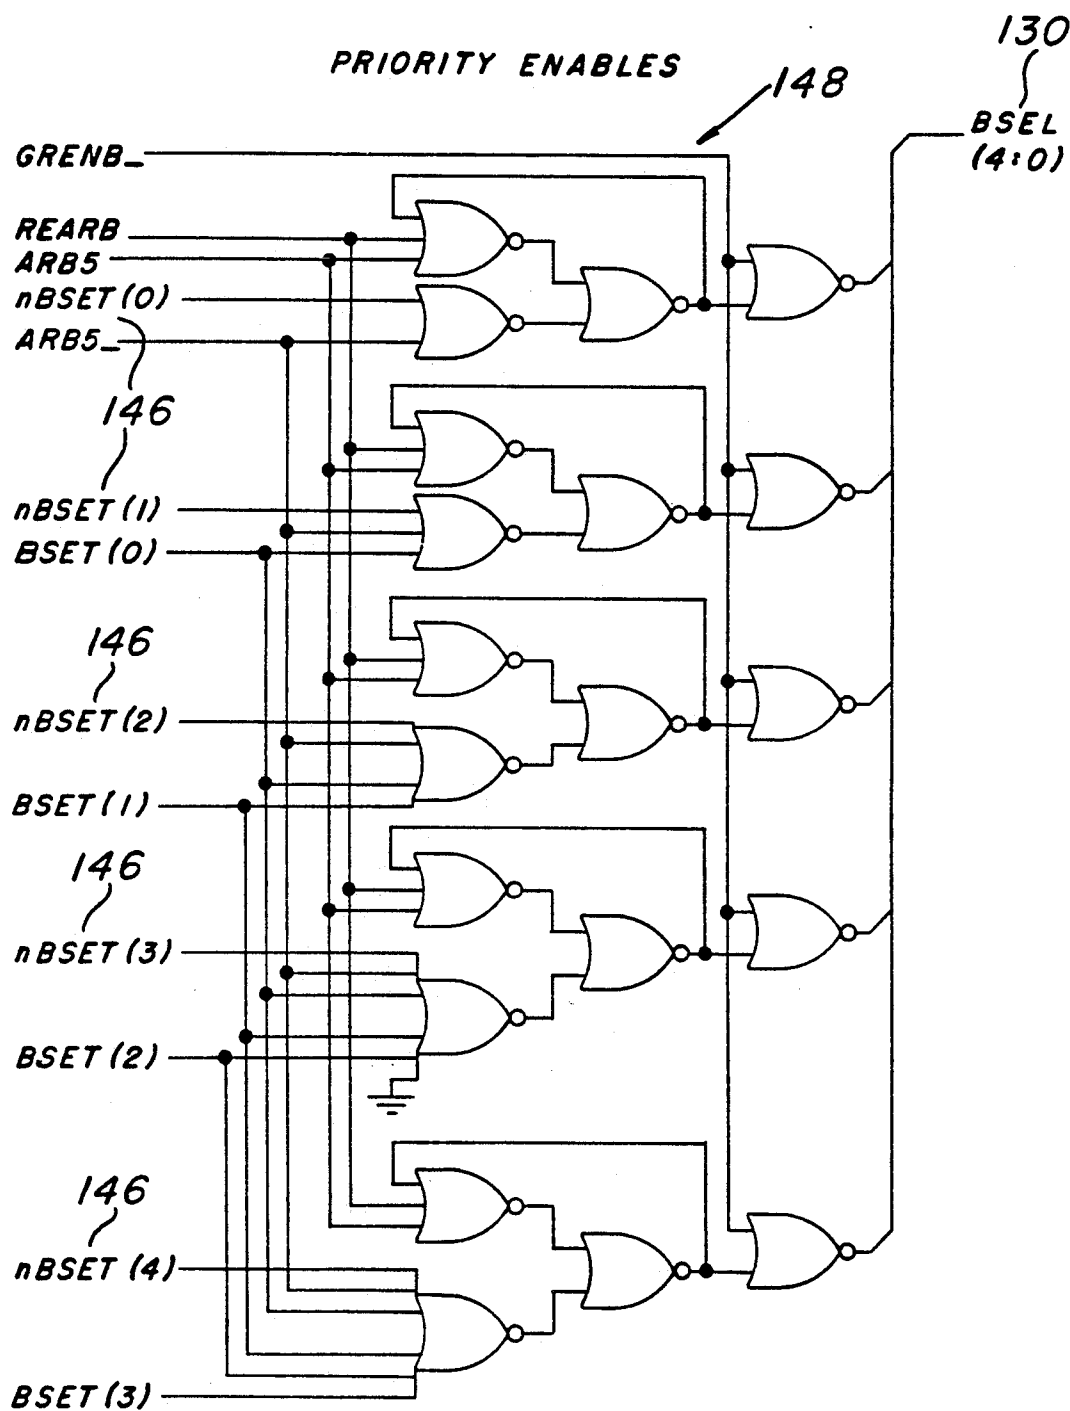 130
PRIORITY ENABLES
148
BSEL
(4:0)
GRENB_
REARB
ARB5
nBSET(0)
ARB5_
146
nBSET(1)
BSET(0)
146
nBSET(2)
BSET(1)
146
nBSET(3)
BSET(2)
146
nBSET(4)
BSET(3)